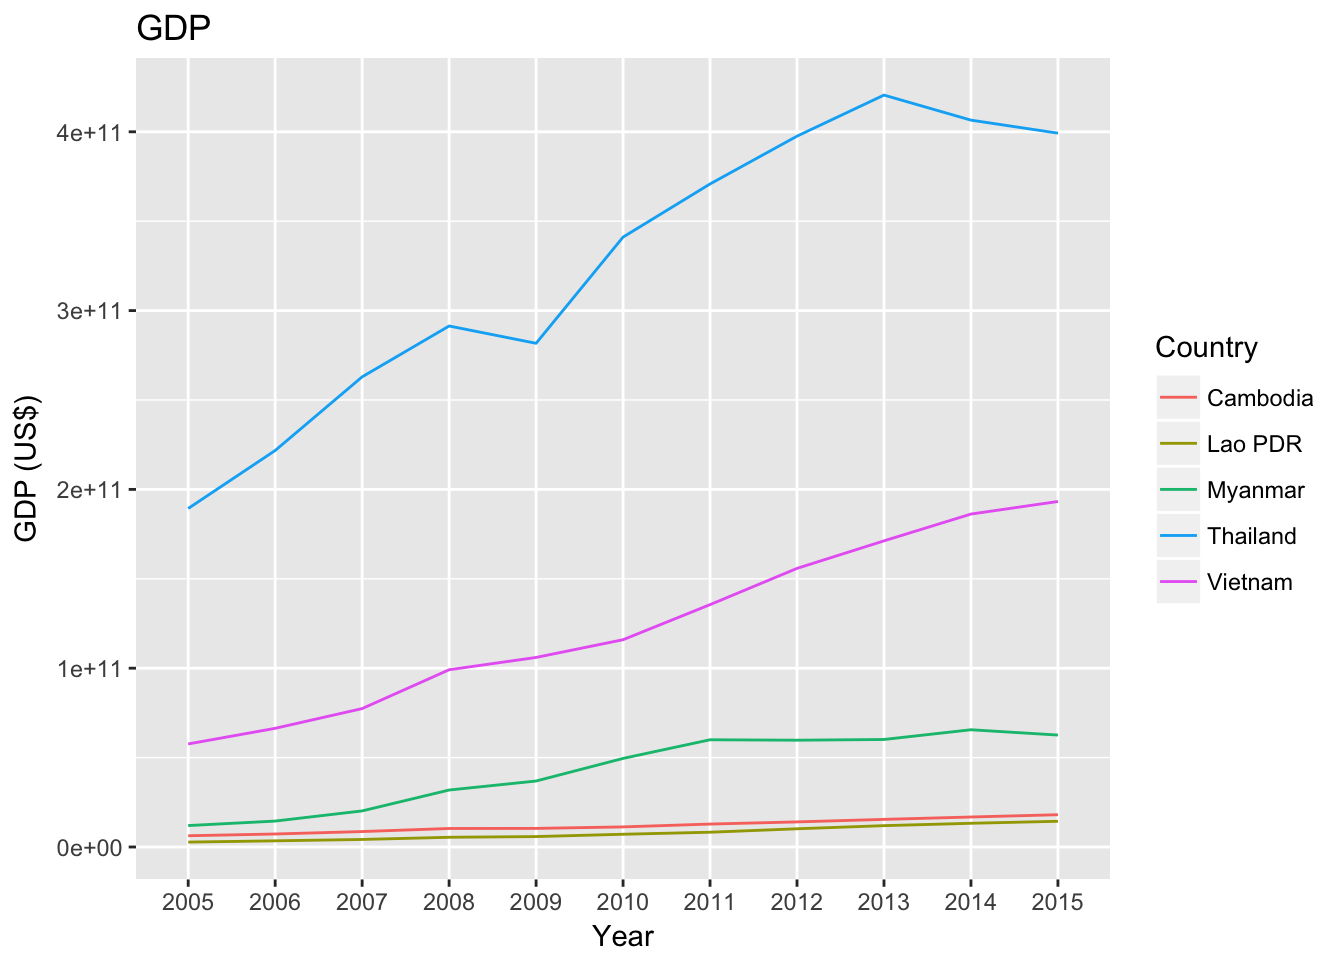 GDP
GDP (US$)
4e+11
3e+11
2e+11
1e+11
0e+00
2005 2006 2007 2008 2009 2010 2011 2012 2013 2014 2015
Year
Country
Cambodia
Lao PDR
Myanmar
Thailand
Vietnam